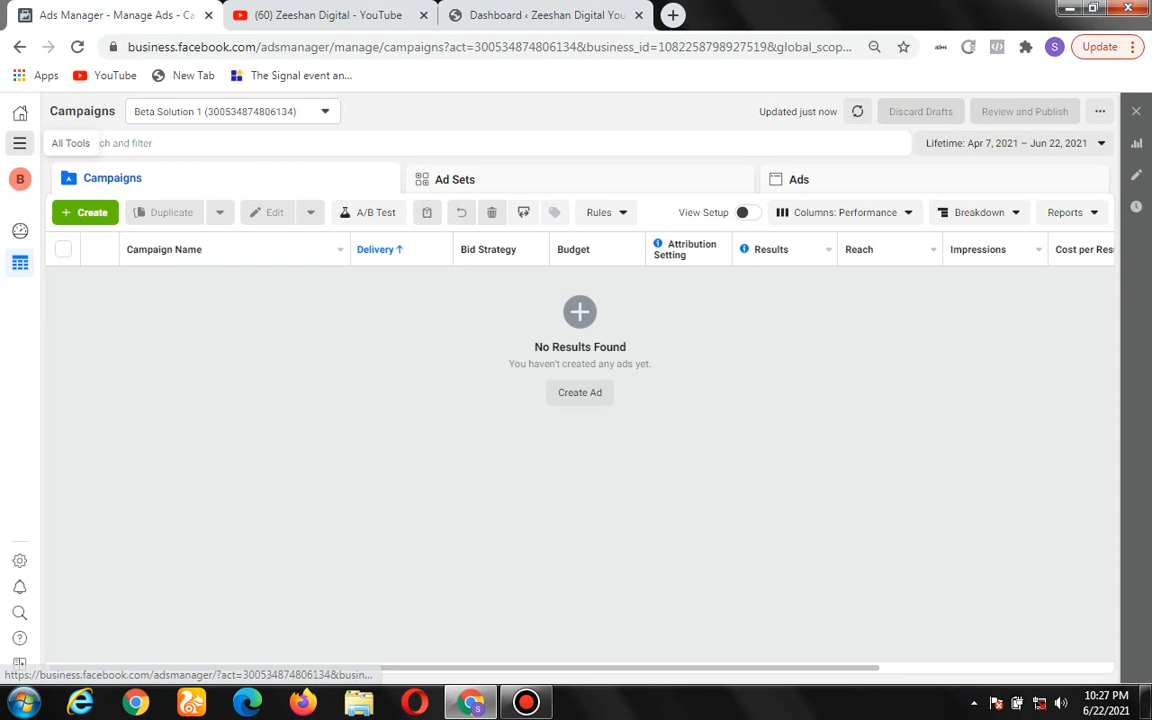 Ads Manager - Manage Ads - Ca
(60) Zeeshan Digital - YouTube
Dashboard ‹ Zeeshan Digital You
business.facebook.com/adsmanager/manage/campaigns?act=300534874806134&business_id=1082258798927519&global_scop...
S
Update
Apps
YouTube
New Tab
The Signal event an...
Campaigns
Beta Solution 1 (300534874806134)
Updated just now
Discard Drafts
Review and Publish
All Tools
ch and filter
Lifetime: Apr 7, 2021 – Jun 22, 2021
B
Campaigns
Ad Sets
Ads
+ Create
Duplicate
Edit
A/B Test
Rules
View Setup
Columns: Performance
Breakdown
Reports
Campaign Name
Delivery ↑
Bid Strategy
Budget
Attribution
Setting
Results
Reach
Impressions
Cost per Resu
No Results Found
You haven't created any ads yet.
Create Ad
https://business.facebook.com/adsmanager/?act=300534874806134&busin...
10:27 PM
6/22/2021